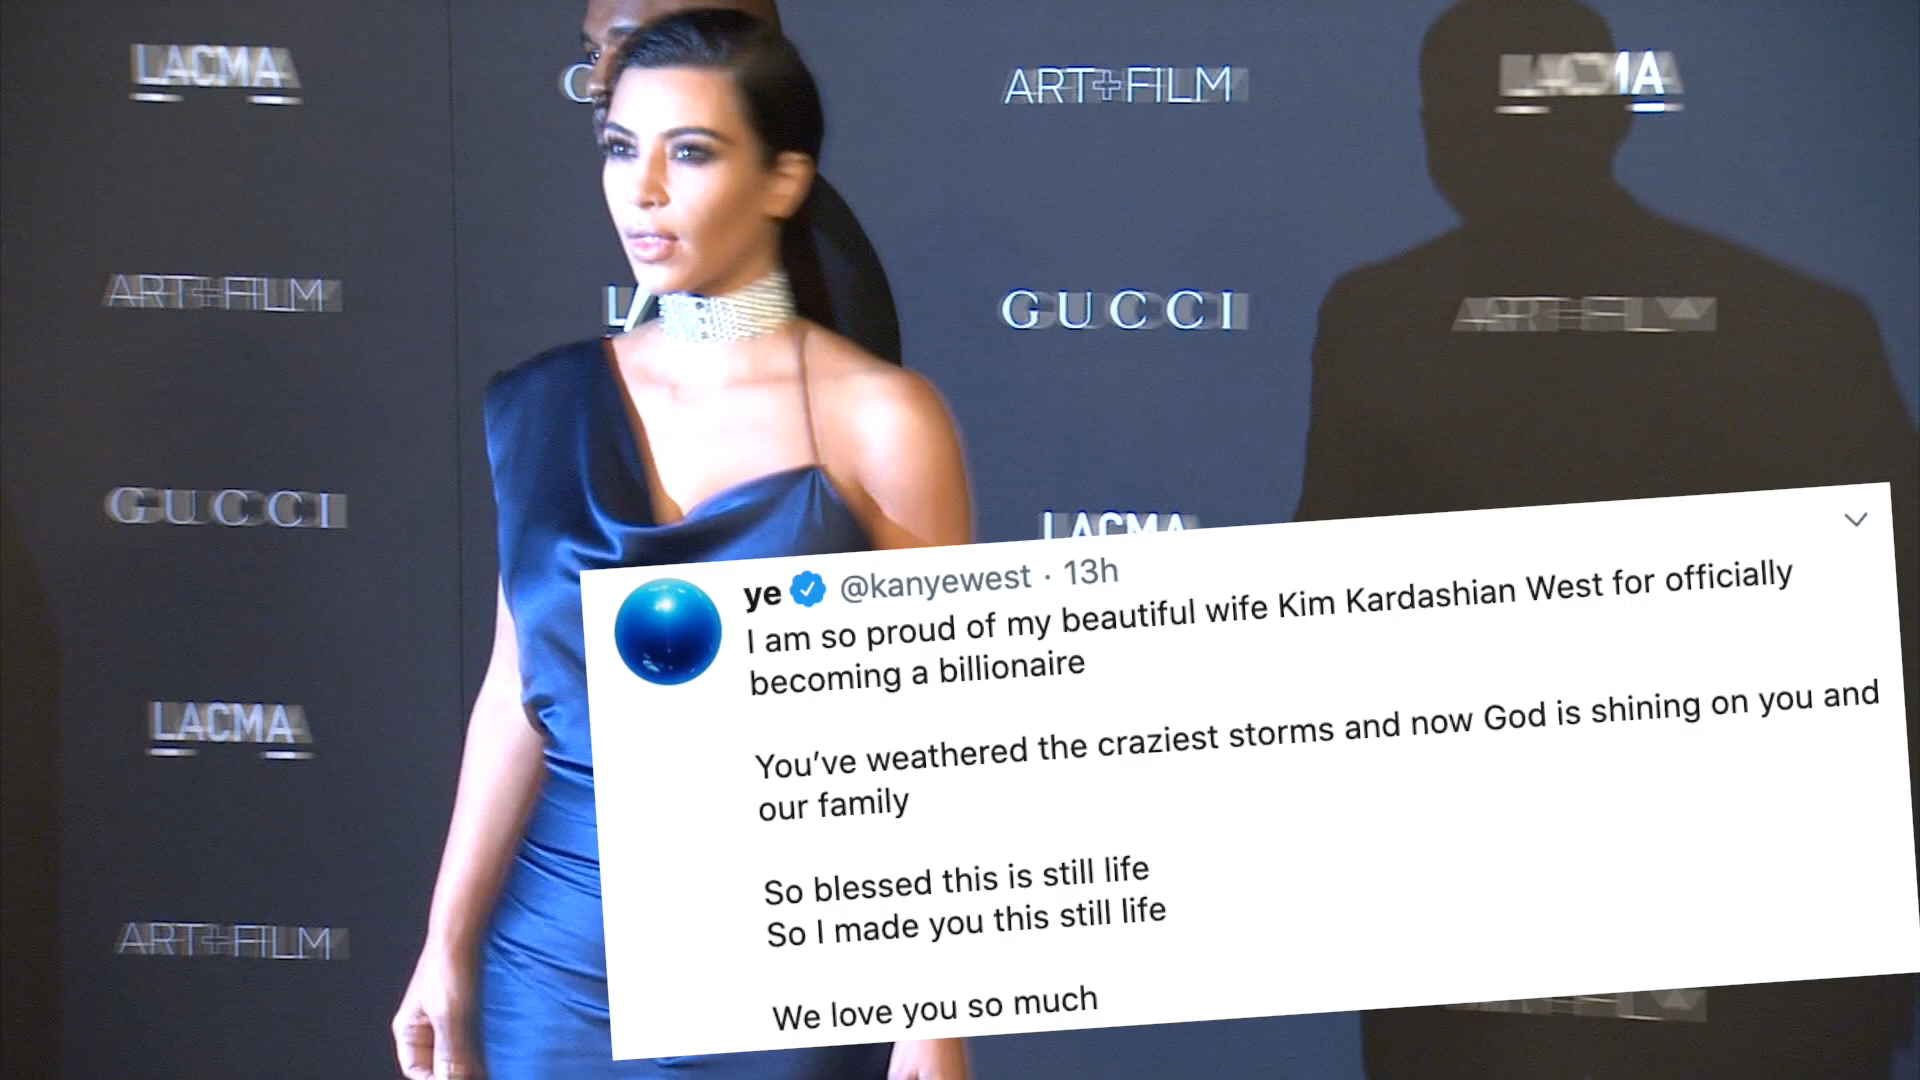 LACMA
ART+FILM
LACMA
ART+FILM
GUCCI
GUCCI
LACMA
ye @kanyewest · 13h
I am so proud of my beautiful wife Kim Kardashian West for officially
becoming a billionaire
You've weathered the craziest storms and now God is shining on you and
our family
So blessed this is still life
So I made you this still life
We love you so much
LACMA
ART+FILM